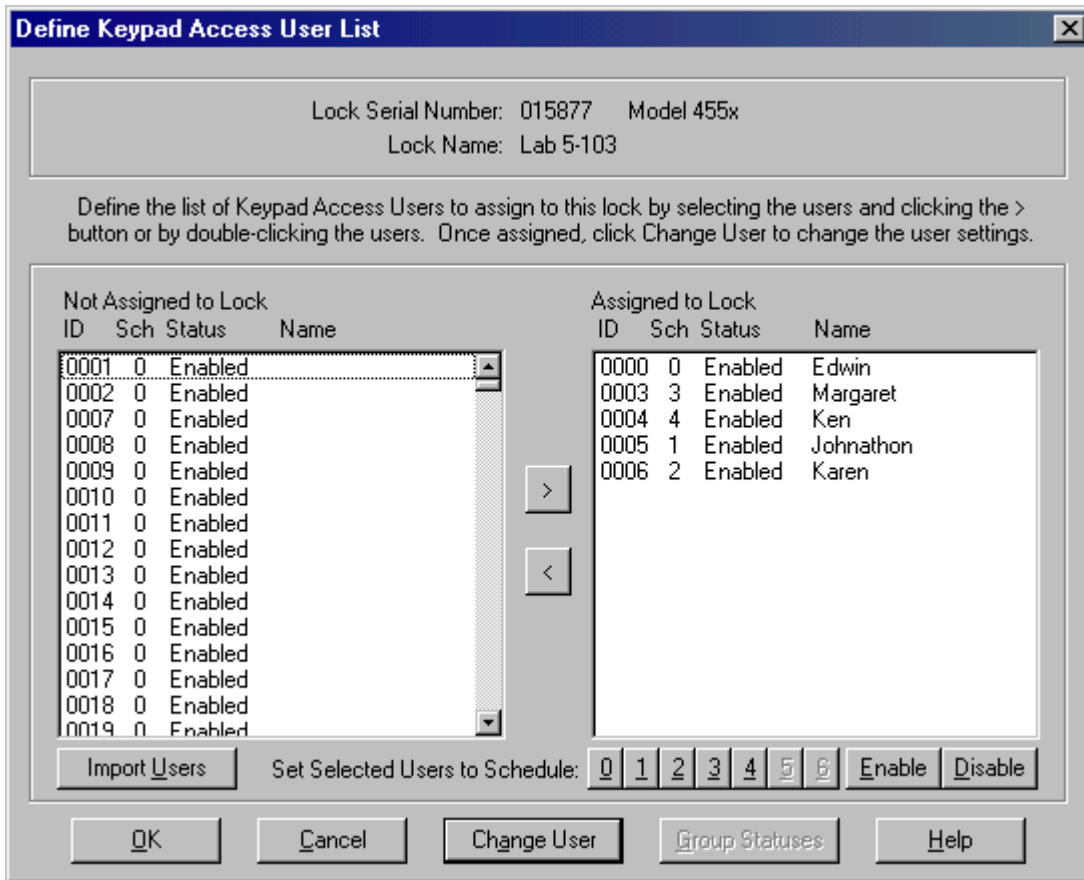 Define Keypad Access User List
Lock Serial Number: 015877 Model 455x
Lock Name: Lab 5-103
Define the list of Keypad Access Users to assign to this lock by selecting the users and clicking the >
button or by double-clicking the users. Once assigned, click Change User to change the user settings.
Not Assigned to Lock
ID Sch Status Name
0001 0 Enabled
0002 0 Enabled
0007 0 Enabled
0008 0 Enabled
0009 0 Enabled
0010 0 Enabled
0011 0 Enabled
0012 0 Enabled
0013 0 Enabled
0014 0 Enabled
0015 0 Enabled
0016 0 Enabled
0017 0 Enabled
0018 0 Enabled
0019 0 Enabled
>
<
Assigned to Lock
ID Sch Status Name
0000 0 Enabled Edwin
0003 3 Enabled Margaret
0004 4 Enabled Ken
0005 1 Enabled Johnathon
0006 2 Enabled Karen
Import Users Set Selected Users to Schedule: 0 1 2 3 4 5 6 Enable Disable
OK Cancel Change User Group Statuses Help